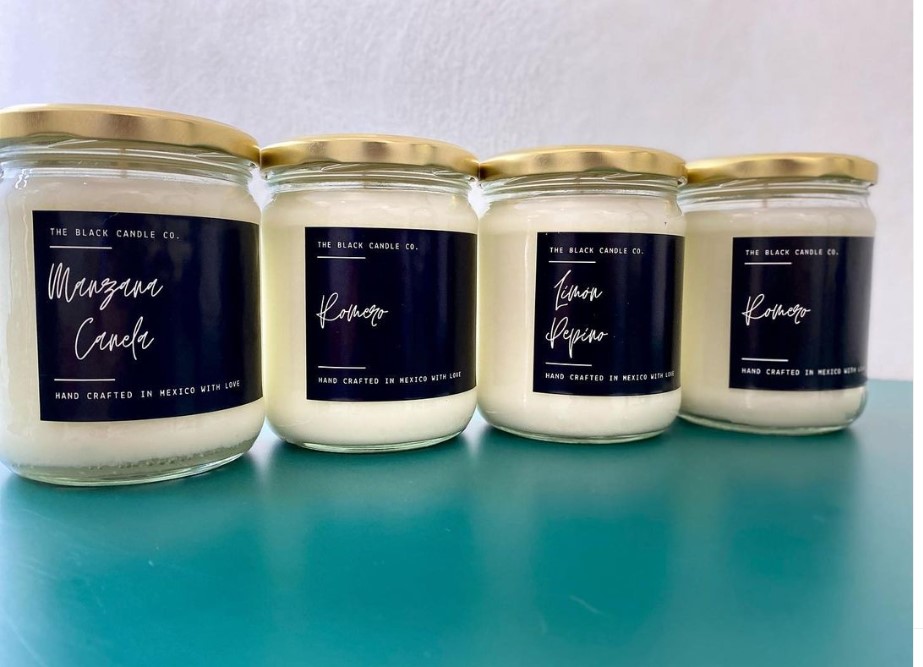 THE BLACK CANDLE CO.
Manzana
Canela
HAND CRAFTED IN MEXICO WITH LOVE
THE BLACK CANDLE CO.
Romero
HAND CRAFTED IN MEXICO WITH LOVE
THE BLACK CANDLE CO.
Limon
Pepino
HAND CRAFTED IN MEXICO WITH LOVE
THE BLACK CANDLE CO.
Romero
HAND CRAFTED IN MEXICO WITH